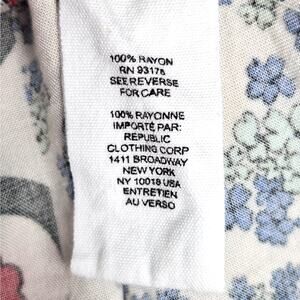 100% RAYON
RN 93178
SEE REVERSE
FOR CARE
100% RAYONNE
IMPORTÉ PAR:
REPUBLIC
CLOTHING CORP
1411 BROADWAY
NEW YORK
NY 10018 USA
ENTRETIEN
AU VERSO